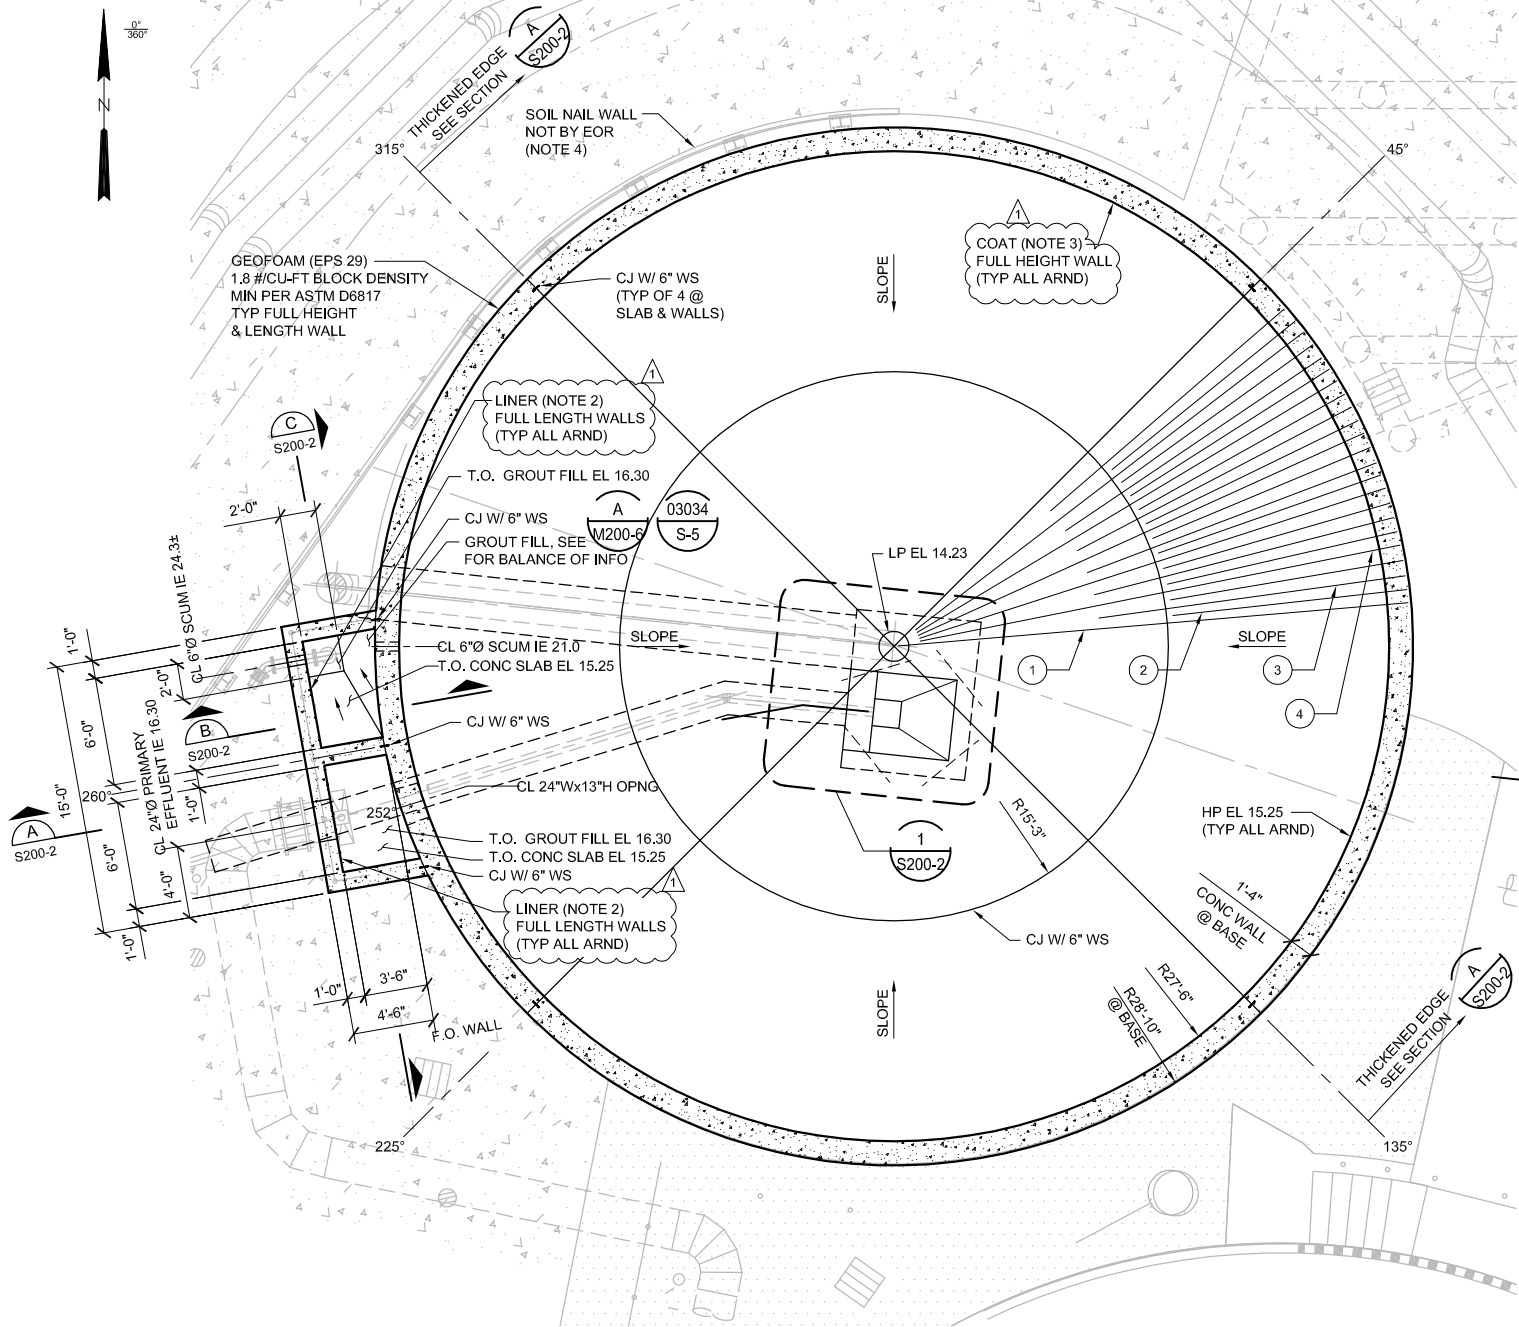 0°
360°
N
A
S200-2
THICKENED EDGE
SEE SECTION
315°
SOIL NAIL WALL
NOT BY EOR
(NOTE 4)
45°
1
COAT (NOTE 3)
FULL HEIGHT WALL
(TYP ALL ARND)
GEOFOAM (EPS 29)
1.8 #/CU-FT BLOCK DENSITY
MIN PER ASTM D6817
TYP FULL HEIGHT
& LENGTH WALL
CJ W/ 6" WS
(TYP OF 4 @
SLAB & WALLS)
SLOPE
1
LINER (NOTE 2)
FULL LENGTH WALLS
(TYP ALL ARND)
C
S200-2
T.O. GROUT FILL EL 16.30
2'-0"
CJ W/ 6" WS
GROUT FILL, SEE
FOR BALANCE OF INFO
A
M200-6
03034
S-5
LP EL 14.23
CL 6"Ø SCUM IE 24.3±
1'-0"
2'-0"
6'-0"
15'-0"
SLOPE
CL 6"Ø SCUM IE 21.0
T.O. CONC SLAB EL 15.25
SLOPE
1
2
3
4
B
S200-2
CJ W/ 6" WS
CL 24"Ø PIRIMARY
EFFLUENT IE 16.30
260°
1'-0"
CL 24"Wx13"H OPNG
A
S200-2
252°
6'-0"
4'-0"
1'-0"
T.O. GROUT FILL EL 16.30
T.O. CONC SLAB EL 15.25
CJ W/ 6" WS
1
S200-2
R15'-3"
HP EL 15.25
(TYP ALL ARND)
1
LINER (NOTE 2)
FULL LENGTH WALLS
(TYP ALL ARND)
CJ W/ 6" WS
1'-4"
CONC WALL
@ BASE
R27'-6"
R28'-10"
@ BASE
1'-0"
3'-6"
4'-6"
F.O. WALL
SLOPE
A
S200-2
THICKENED EDGE
SEE SECTION
225°
135°